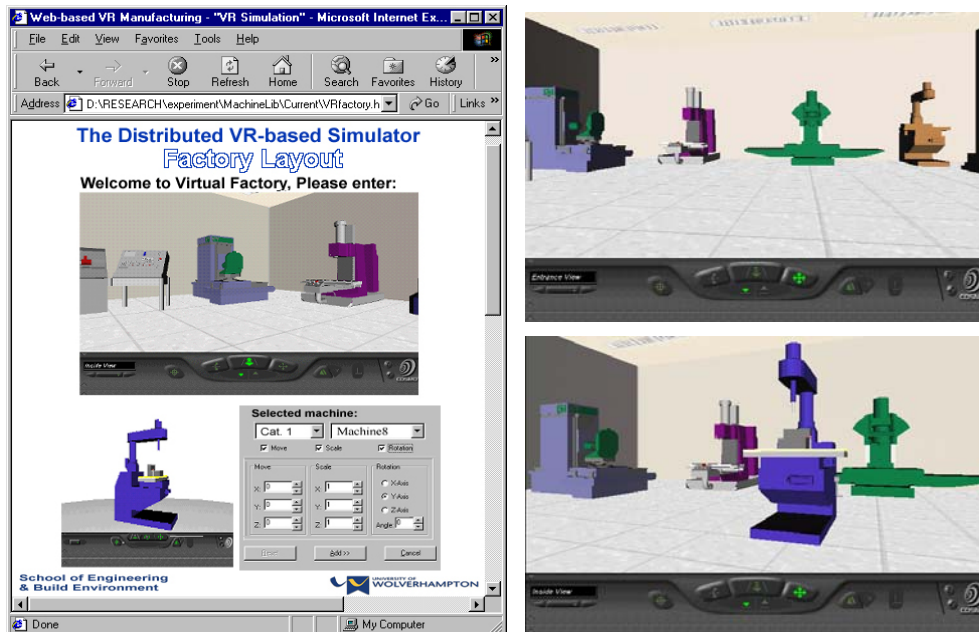 Web-based VR Manufacturing - "VR Simulation" - Microsoft Internet Ex...
File Edit View Favorites Tools Help
Back Forward Stop Refresh Home Search Favorites History »
Address D:\RESEARCH\experiment\MachineLib\Current\VRfactory.h Go Links »
The Distributed VR-based Simulator
Factory Layout
Welcome to Virtual Factory, Please enter:
Inside View
Selected machine:
Cat. 1 Machine8
Move Scale Rotation
Move Scale Rotation
X: 0 X: 1 X-Axis
Y: 0 Y: 1 Y-Axis
Z: 0 Z: 1 Z-Axis
Angle: 0
Reset Add >> Cancel
School of Engineering
& Build Environment
UNIVERSITY OF
WOLVERHAMPTON
Done My Computer
Entrance View
Inside View